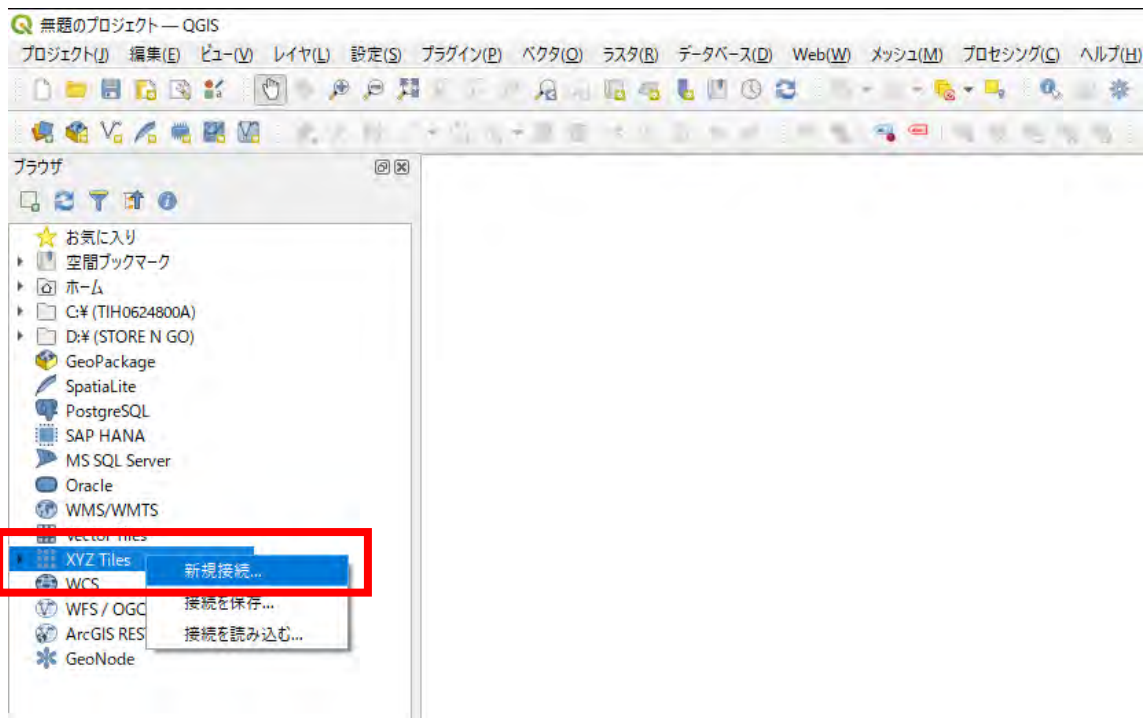 無題のプロジェクト — QGIS
プロジェクト(J) 編集(E) ビュー(V) レイヤ(L) 設定(S) プラグイン(P) ベクタ(O) ラスタ(R) データベース(D) Web(W) メッシュ(M) プロセシング(C) ヘルプ(H)
ブラウザ
お気に入り
空間ブックマーク
ホーム
C:¥ (TIH0624800A)
D:¥ (STORE N GO)
GeoPackage
SpatiaLite
PostgreSQL
SAP HANA
MS SQL Server
Oracle
WMS/WMTS
Vector Tiles
XYZ Tiles
新規接続...
WCS
接続を保存...
WFS / OGC
接続を読み込む...
ArcGIS RES
GeoNode